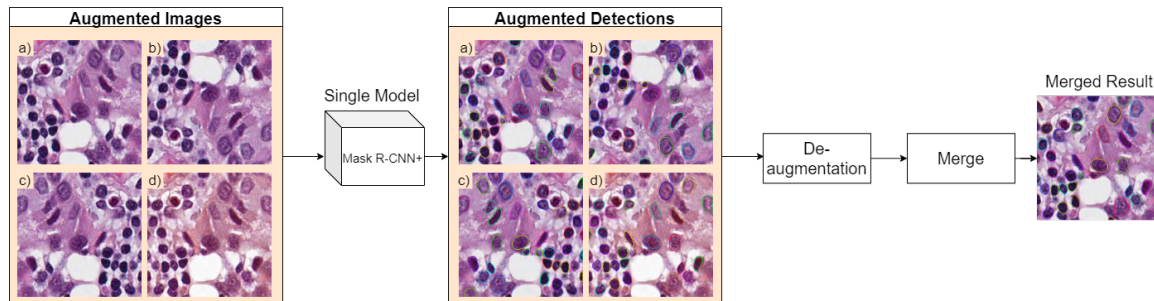 Augmented Images
a)
b)
c)
d)
Single Model
Mask R-CNN+
Augmented Detections
a)
b)
c)
d)
De-
augmentation
Merge
Merged Result